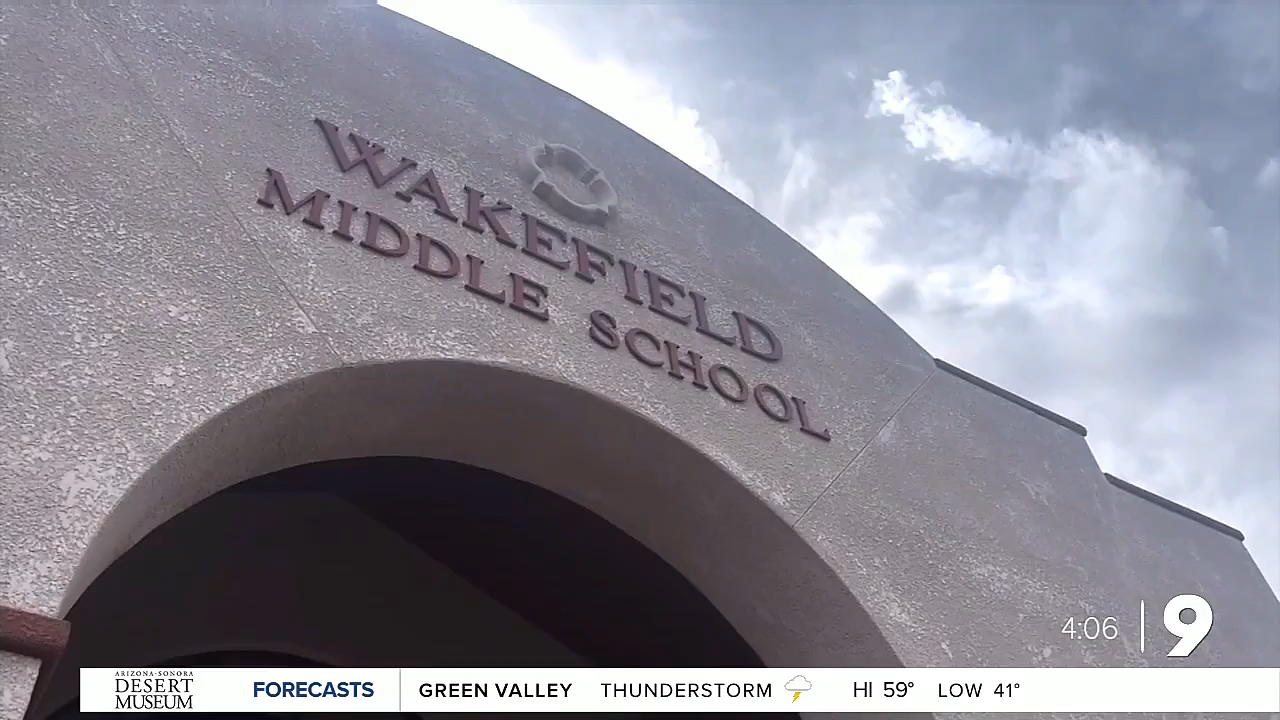 WAKEFIELD
MIDDLE SCHOOL
4:06 9
ARIZONA-SONORA
DESERT
MUSEUM
FORECASTS GREEN VALLEY THUNDERSTORM HI 59° LOW 41°